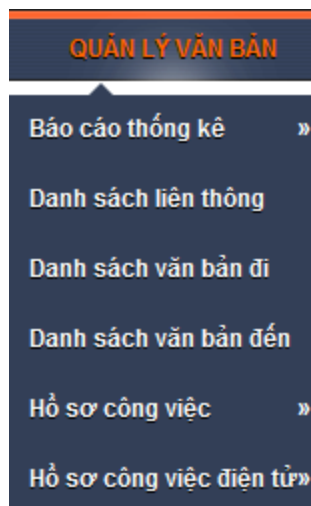 QUẢN LÝ VĂN BẢN
Báo cáo thống kê »
Danh sách liên thông
Danh sách văn bản đi
Danh sách văn bản đến
Hồ sơ công việc »
Hồ sơ công việc điện tử»